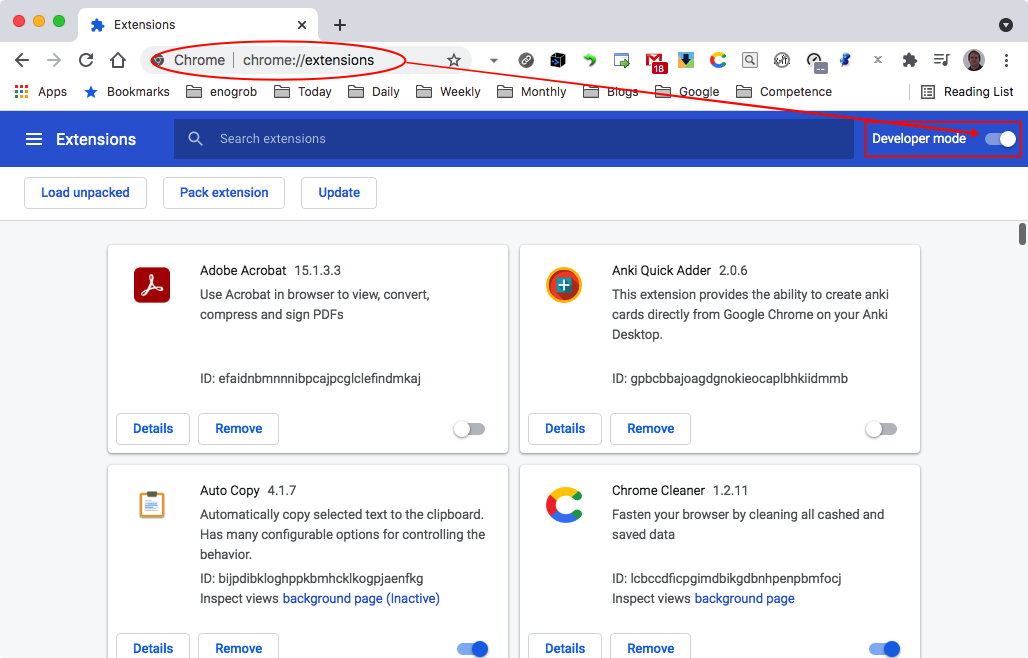 Extensions
Chrome chrome://extensions
18
Apps Bookmarks enogrob Today Daily Weekly Monthly Blogs Google Competence Reading List
Extensions Search extensions Developer mode
Load unpacked Pack extension Update
Adobe Acrobat 15.1.3.3
Use Acrobat in browser to view, convert,
compress and sign PDFs
ID: efaidnbmnnnibpcajpcglclefindmkaj
Details Remove
Anki Quick Adder 2.0.6
This extension provides the ability to create anki
cards directly from Google Chrome on your Anki
Desktop.
ID: gpbcbbajoagdgnokieocaplbhkiidmmb
Details Remove
Auto Copy 4.1.7
Automatically copy selected text to the clipboard.
Has many configurable options for controlling the
behavior.
ID: bijpdibkloghppkbmhcklkogpjaenfkg
Inspect views background page (Inactive)
Details Remove
Chrome Cleaner 1.2.11
Fasten your browser by cleaning all cashed and
saved data
ID: lcbccdficpgimdbikgdbnhpenpbmfocj
Inspect views background page
Details Remove